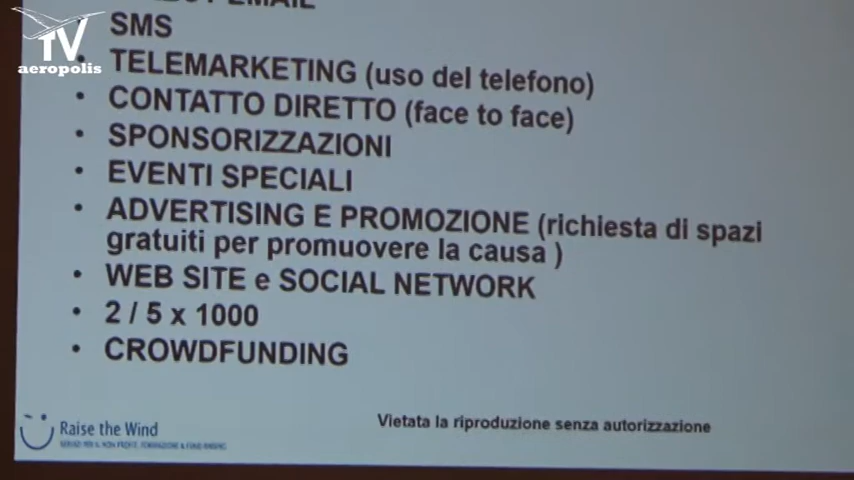 EMAIL
SMS
TELEMARKETING (uso del telefono)
CONTATTO DIRETTO (face to face)
SPONSORIZZAZIONI
EVENTI SPECIALI
ADVERTISING E PROMOZIONE (richiesta di spazi
gratuiti per promuovere la causa )
WEB SITE e SOCIAL NETWORK
2 / 5 x 1000
CROWDFUNDING
Raise the Wind
Vietata la riproduzione senza autorizzazione
TV
aeropolis